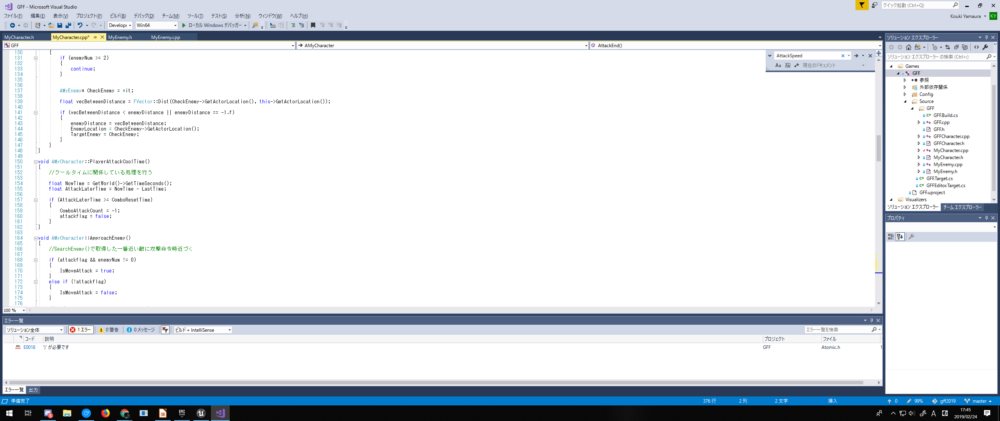 GFF - Microsoft Visual Studio
クイック起動 (Ctrl+Q)
ファイル(F) 編集(E) 表示(V) プロジェクト(P) ビルド(B) デバッグ(D) チーム(M) ツール(T) テスト(S) 分析(N) ウィンドウ(W) ヘルプ(H)
Kouki Yamaura KY
Developı Win64 ローカル Windows デバッガー
MyCharacter.h MyCharacter.cpp* MyEnemy.h MyEnemy.cpp
GFF AMyCharacter AttackEnd()
AttackSpeed
Aa Ab 現在のドキュメント
130 {
131 if (enemyNum >= 2)
132 {
133 continue;
134 }
135
136
137 AMyEnemy* CheckEnemy = *it;
138
139 float vecBetweenDistance = FVector::Dist(CheckEnemy->GetActorLocation(), this->GetActorLocation());
140
141 if (vecBetweenDistance < enemyDistance || enemyDistance == -1.f)
142 {
143 enemyDistance = vecBetweenDistance;
144 EnemyLocation = CheckEnemy->GetActorLocation();
145 TargetEnemy = CheckEnemy;
146 }
147 }
148 }
149
150 void AMyCharacter::PlayerAttackCoolTime()
151 {
152 //クールタイムに関係している処理を行う
153
154 float NowTime = GetWorld()->GetTimeSeconds();
155 float AttackLaterTime = NowTime - LastTime;
156
157 if (AttackLaterTime >= ComboResetTime)
158 {
159 ComboAttackCount = -1;
160 attackflag = false;
161 }
162 }
163
164 void AMyCharacter::ApproachEnemy()
165 {
166 //SearchEnemy()で取得した一番近い敵に攻撃命令時近づく
167
168 if (attackflag && enemyNum != 0)
169 {
170 IsMoveAttack = true;
171 }
172 else if (!attackflag)
173 {
174 IsMoveAttack = false;
175 }
176
100 %
エラー一覧
ソリューション全体 1 エラー 0 警告 0 メッセージ ビルド + IntelliSense
エラー一覧を検索
コード 説明 プロジェクト ファイル
abc E0018 ')' が必要です GFF Atomic.h 1
エラー一覧 出力
ソリューション エクスプローラー
ソリューション エクスプローラー の検索 (Ctrl+:)
Games
GFF
参照
外部依存関係
Config
Source
GFF
GFF.Build.cs
GFF.cpp
GFF.h
GFFCharacter.cpp
GFFCharacter.h
MyCharacter.cpp
MyCharacter.h
MyEnemy.cpp
MyEnemy.h
GFF.Target.cs
GFFEditor.Target.cs
GFF.uproject
Visualizers
ソリューション エクスプローラー チーム エクスプローラー
プロパティ
準備完了 376 行 2 列 2 文字 挿入 0 99% gff2019 master
5
EPIC GAMES
A
17:45
2019/02/24